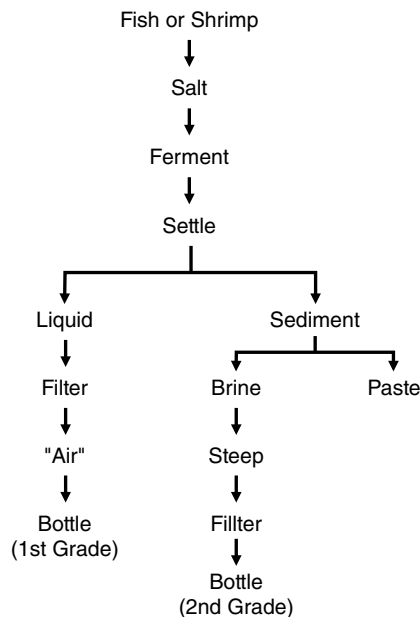 Fish or Shrimp
Salt
Ferment
Settle
Liquid
Sediment
Filter
Brine
Paste
"Air"
Steep
Bottle
(1st Grade)
Fillter
Bottle
(2nd Grade)